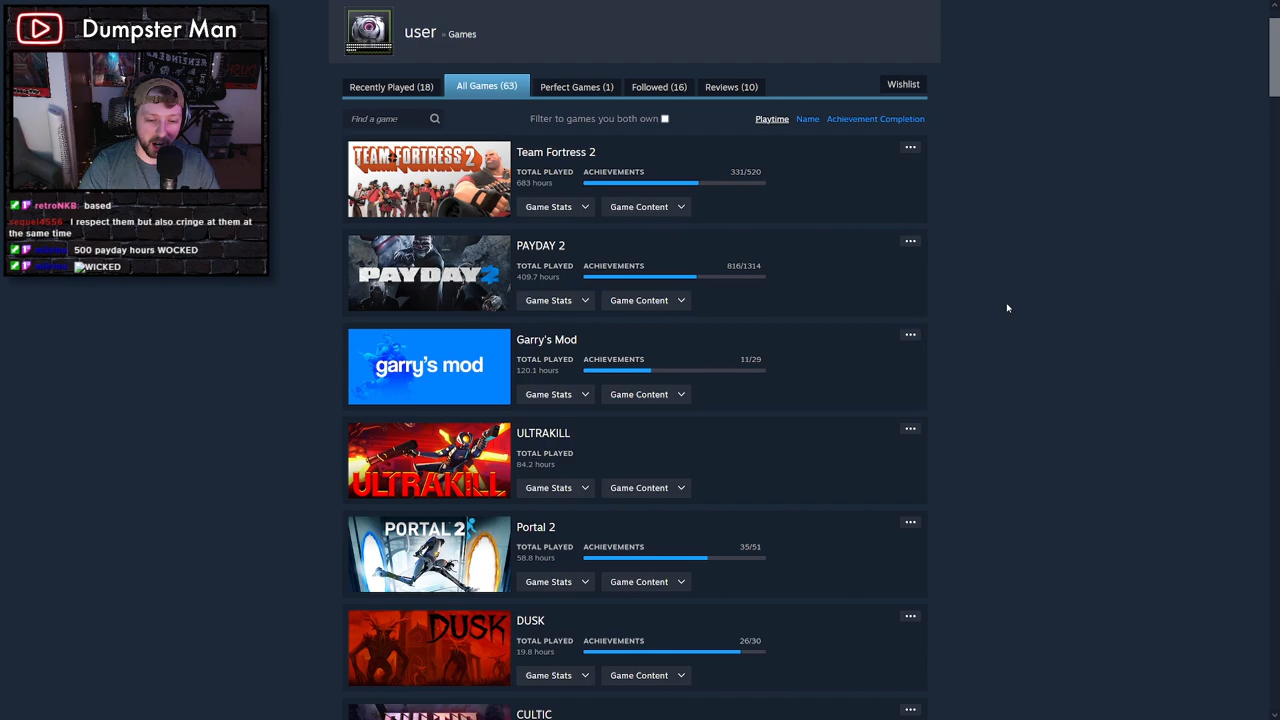 Dumpster Man
retroNKB: based
sequel4556 I respect them but also cringe at them at
the same time
500 payday hours WOCKED
WICKED
user » Games
Recently Played (18)
All Games (63)
Perfect Games (1)
Followed (16)
Reviews (10)
Wishlist
Find a game
Filter to games you both own
Playtime
Name
Achievement Completion
TEAM FORTRESS 2
Team Fortress 2
TOTAL PLAYED
683 hours
ACHIEVEMENTS
331/520
Game Stats
Game Content
PAYDAY 2
PAYDAY 2
TOTAL PLAYED
409.7 hours
ACHIEVEMENTS
816/1314
Game Stats
Game Content
garry's mod
Garry's Mod
TOTAL PLAYED
120.1 hours
ACHIEVEMENTS
11/29
Game Stats
Game Content
ULTRAKILL
ULTRAKILL
TOTAL PLAYED
84.2 hours
Game Stats
Game Content
PORTAL 2
Portal 2
TOTAL PLAYED
58.8 hours
ACHIEVEMENTS
35/51
Game Stats
Game Content
DUSK
DUSK
TOTAL PLAYED
19.8 hours
ACHIEVEMENTS
26/30
Game Stats
Game Content
CULTIC
CULTIC